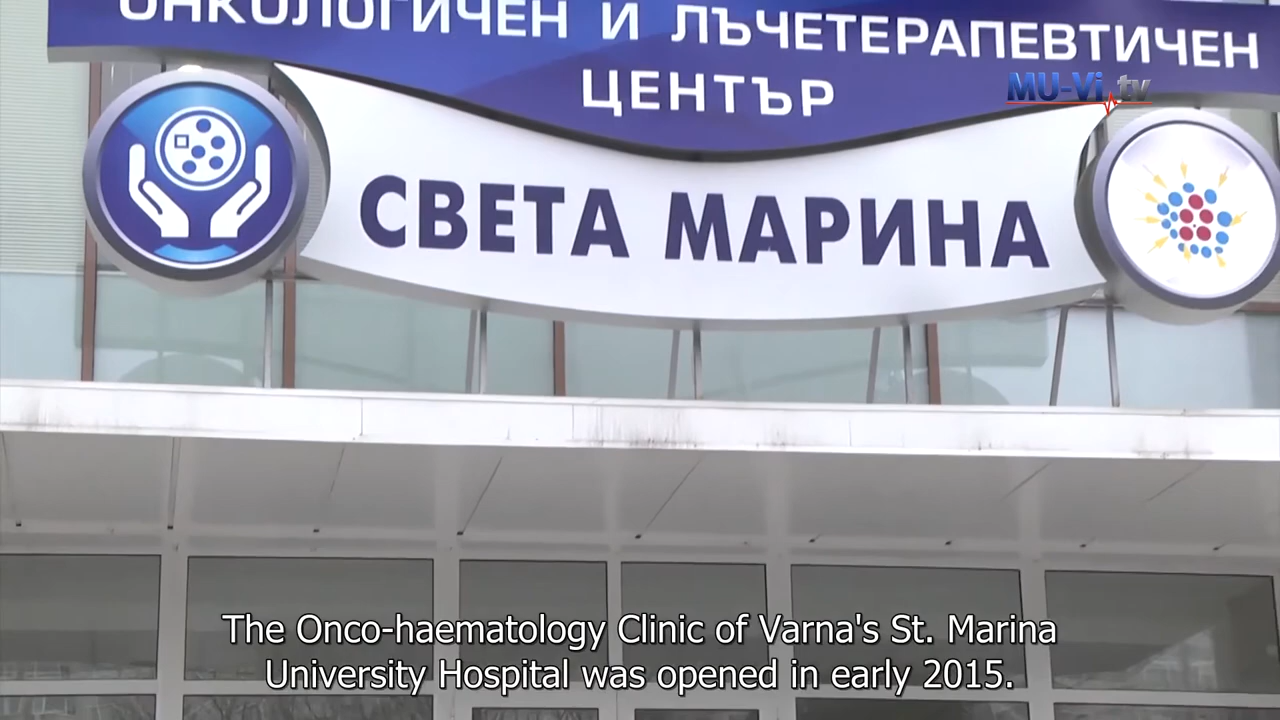 ОНКОЛОГИЧЕН И ЛЪЧЕТЕРАПЕВТИЧЕН
ЦЕНТЪР
MU-Vi.tv
СВЕТА МАРИНА
The Onco-haematology Clinic of Varna's St. Marina
University Hospital was opened in early 2015.